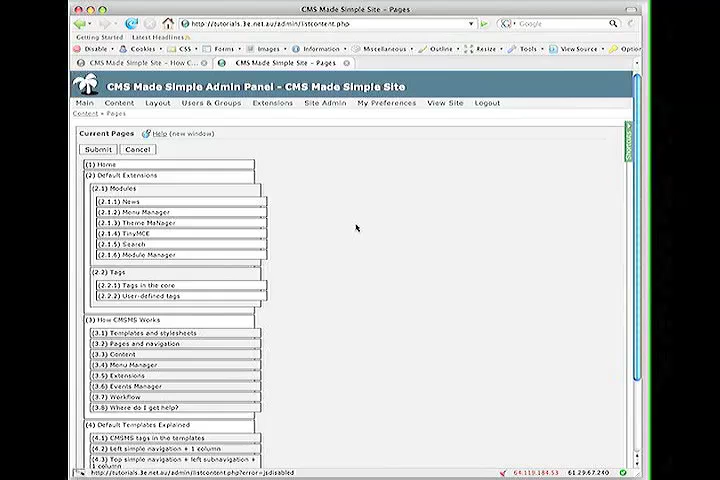 CMS Made Simple Site - Pages
http://tutorials.3e.net.au/admin/listcontent.php
Google
Getting Started Latest Headlines
Disable Cookies CSS Forms Images Information Miscellaneous Outline Resize Tools View Source Option
CMS Made Simple Site - How C... CMS Made Simple Site - Pages
CMS Made Simple Admin Panel - CMS Made Simple Site
Main Content Layout Users & Groups Extensions Site Admin My Preferences View Site Logout
Content » Pages
Current Pages Help (new window)
Submit Cancel
(1) Home
(2) Default Extensions
(2.1) Modules
(2.1.1) News
(2.1.2) Menu Manager
(2.1.3) Theme MaNager
(2.1.4) TinyMCE
(2.1.5) Search
(2.1.6) Module Manager
(2.2) Tags
(2.2.1) Tags in the core
(2.2.2) User-defined tags
(3) How CMSMS Works
(3.1) Templates and stylesheets
(3.2) Pages and navigation
(3.3) Content
(3.4) Menu Manager
(3.5) Extensions
(3.6) Events Manager
(3.7) Workflow
(3.8) Where do I get help?
(4) Default Templates Explained
(4.1) CMSMS tags in the templates
(4.2) Left simple navigation + 1 column
(4.3) Top simple navigation + left subnavigation +
1 column
http://tutorials.3e.net.au/admin/listcontent.php?error=jsdisabled
64.119.184.53 61.29.67.240